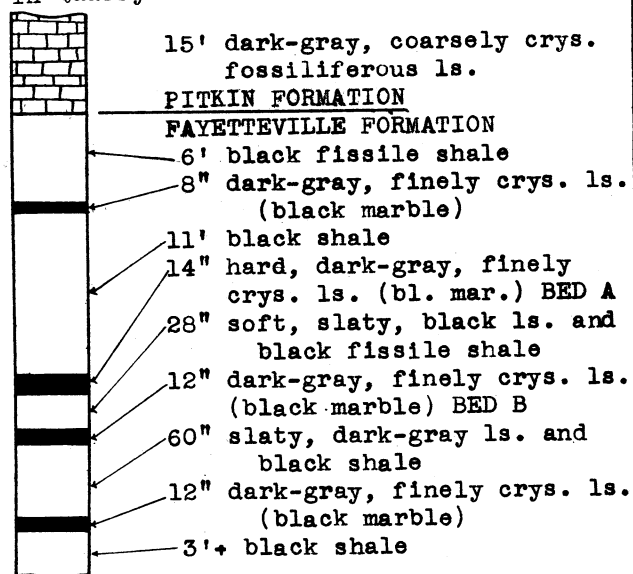 15' dark-gray, coarsely crys.
fossiliferous ls.
PITKIN FORMATION
FAYETTEVILLE FORMATION
6' black fissile shale
8" dark-gray, finely crys. ls.
(black marble)
11' black shale
14" hard, dark-gray, finely
crys. ls. (bl. mar.) BED A
28" soft, slaty, black ls. and
black fissile shale
12" dark-gray, finely crys. ls.
(black marble) BED B
60" slaty, dark-gray ls. and
black shale
12" dark-gray, finely crys. ls.
(black marble)
3'+ black shale